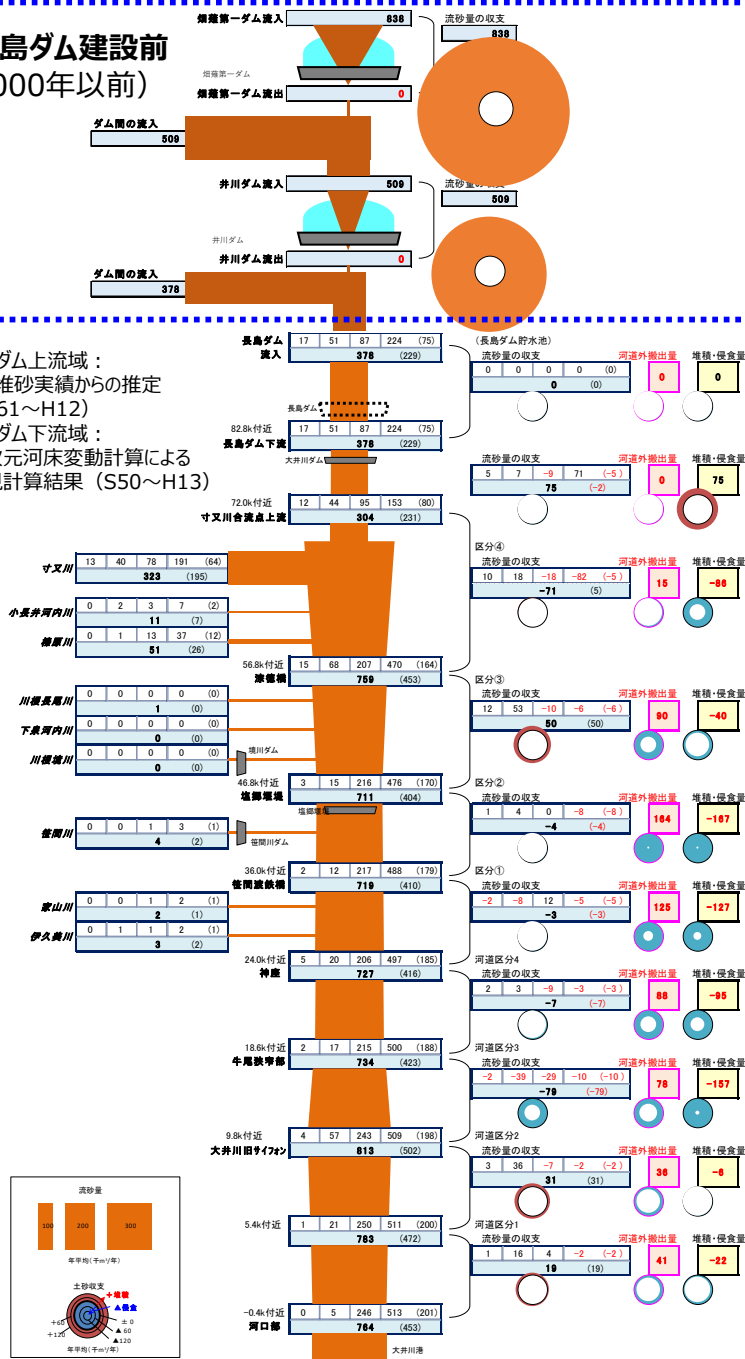 島ダム建設前
000年以前）
畑薙第一ダム流入 838
流砂量の収支
838
畑薙第一ダム
畑薙第一ダム流出 0
ダム間の流入
509
井川ダム流入 509
509
井川ダム
井川ダム流出 0
ダム間の流入
378
ダム上流域：
堆砂実績からの推定
61～H12）
ダム下流域：
次元河床変動計算による
計算結果（S50～H13）
長島ダム
流入
17 51 87 224 (75)
378 (229)
（長島ダム貯水池）
流砂量の収支 河道外搬出量 堆積・侵食量
0 0 0 0 (0)
0 (0)
0
0
長島ダム
82.8k付近
長島ダム下流
17 51 87 224 (75)
378 (229)
大井川ダム
流砂量の収支 河道外搬出量 堆積・侵食量
5 7 -9 71 (-5)
75 (-2)
0
75
72.0k付近
寸又川合流点上流
12 44 95 153 (80)
304 (231)
区分④
流砂量の収支 河道外搬出量 堆積・侵食量
10 18 -18 -82 (-5)
-71 (5)
15
-86
寸又川
13 40 78 191 (64)
323 (195)
小長井河内川
0 2 3 7 (2)
11 (7)
榛原川
0 1 13 37 (12)
51 (26)
56.8k付近
15 68 207 470 (164)
759 (453)
区分③
流砂量の収支 河道外搬出量 堆積・侵食量
12 53 -10 -6 (-6)
50 (50)
90
-40
川根長尾川
0 0 0 0 (0)
1 (0)
下泉河内川
0 0 0 0 (0)
0 (0)
川根境川
0 0 0 0 (0)
0 (0)
境川ダム
46.8k付近
塩郷堰堤
3 15 216 476 (170)
711 (404)
塩郷堰堤
区分②
流砂量の収支 河道外搬出量 堆積・侵食量
1 4 0 -8 (-8)
-4 (-4)
164
-167
笹間川
0 0 1 3 (1)
4 (2)
笹間川ダム
36.0k付近
笹間渡鉄橋
2 12 217 488 (179)
719 (410)
区分①
流砂量の収支 河道外搬出量 堆積・侵食量
-2 -8 12 -5 (-5)
-3 (-3)
125
-127
家山川
0 0 1 2 (1)
2 (1)
伊久美川
0 1 1 2 (1)
3 (2)
24.0k付近
神座
5 20 206 497 (185)
727 (416)
河道区分4
流砂量の収支 河道外搬出量 堆積・侵食量
2 3 -9 -3 (-3)
-7 (-7)
88
-95
18.6k付近
牛尾狭窄部
2 17 215 500 (188)
734 (423)
河道区分3
流砂量の収支 河道外搬出量 堆積・侵食量
-2 -39 -29 -10 (-10)
-79 (-79)
78
-157
9.8k付近
大井川旧サイフォン
4 57 243 509 (198)
813 (502)
河道区分2
流砂量の収支 河道外搬出量 堆積・侵食量
3 36 -7 -2 (-2)
31 (31)
36
-6
5.4k付近
1 21 250 511 (200)
783 (472)
河道区分1
流砂量の収支 河道外搬出量 堆積・侵食量
1 16 4 -2 (-2)
19 (19)
41
-22
-0.4k付近
河口部
0 5 246 513 (201)
764 (453)
大井川港
流砂量
100 200 300
年平均（千m³/年）
土砂収支
＋堆積
▲侵食
+60
+120
± 0
▲ 60
▲120
年平均（千m³/年）